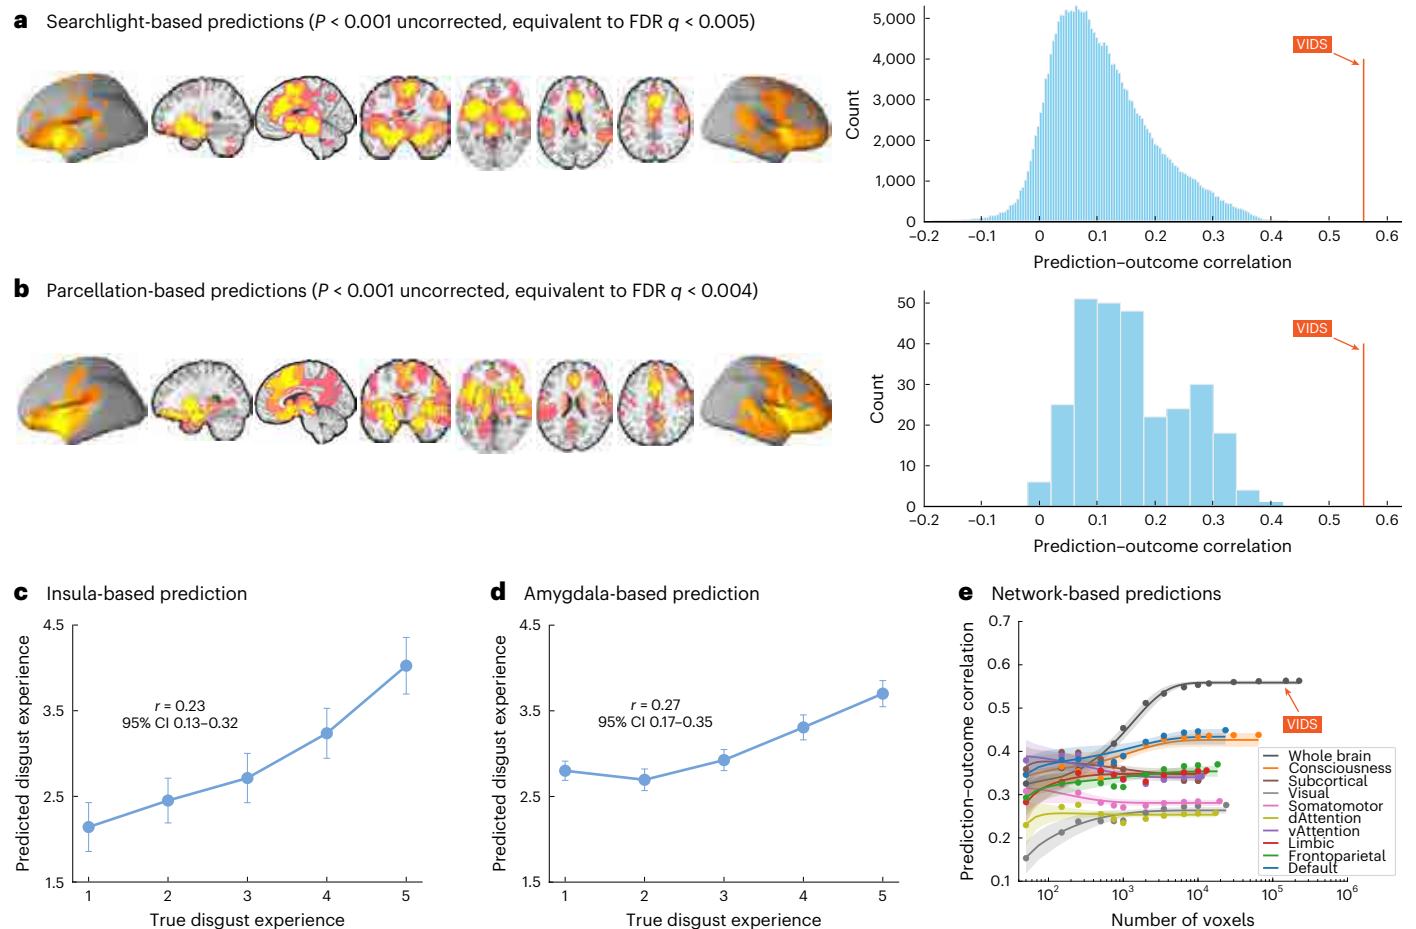 a Searchlight-based predictions (P < 0.001 uncorrected, equivalent to FDR q < 0.005)
5,000
4,000
3,000
2,000
1,000
0
Count
VIDS
–0.2 –0.1 0 0.1 0.2 0.3 0.4 0.5 0.6
Prediction–outcome correlation
b Parcellation-based predictions (P < 0.001 uncorrected, equivalent to FDR q < 0.004)
50
40
30
20
10
0
Count
VIDS
–0.2 –0.1 0 0.1 0.2 0.3 0.4 0.5 0.6
Prediction–outcome correlation
c Insula-based prediction
4.5
3.5
2.5
1.5
Predicted disgust experience
r = 0.23
95% CI 0.13–0.32
1 2 3 4 5
True disgust experience
d Amygdala-based prediction
4.5
3.5
2.5
1.5
Predicted disgust experience
r = 0.27
95% CI 0.17–0.35
1 2 3 4 5
True disgust experience
e Network-based predictions
0.7
0.6
0.5
0.4
0.3
0.2
0.1
Prediction–outcome correlation
VIDS
Whole brain
Consciousness
Subcortical
Visual
Somatomotor
dAttention
vAttention
Limbic
Frontoparietal
Default
10² 10³ 10⁴ 10⁵ 10⁶
Number of voxels